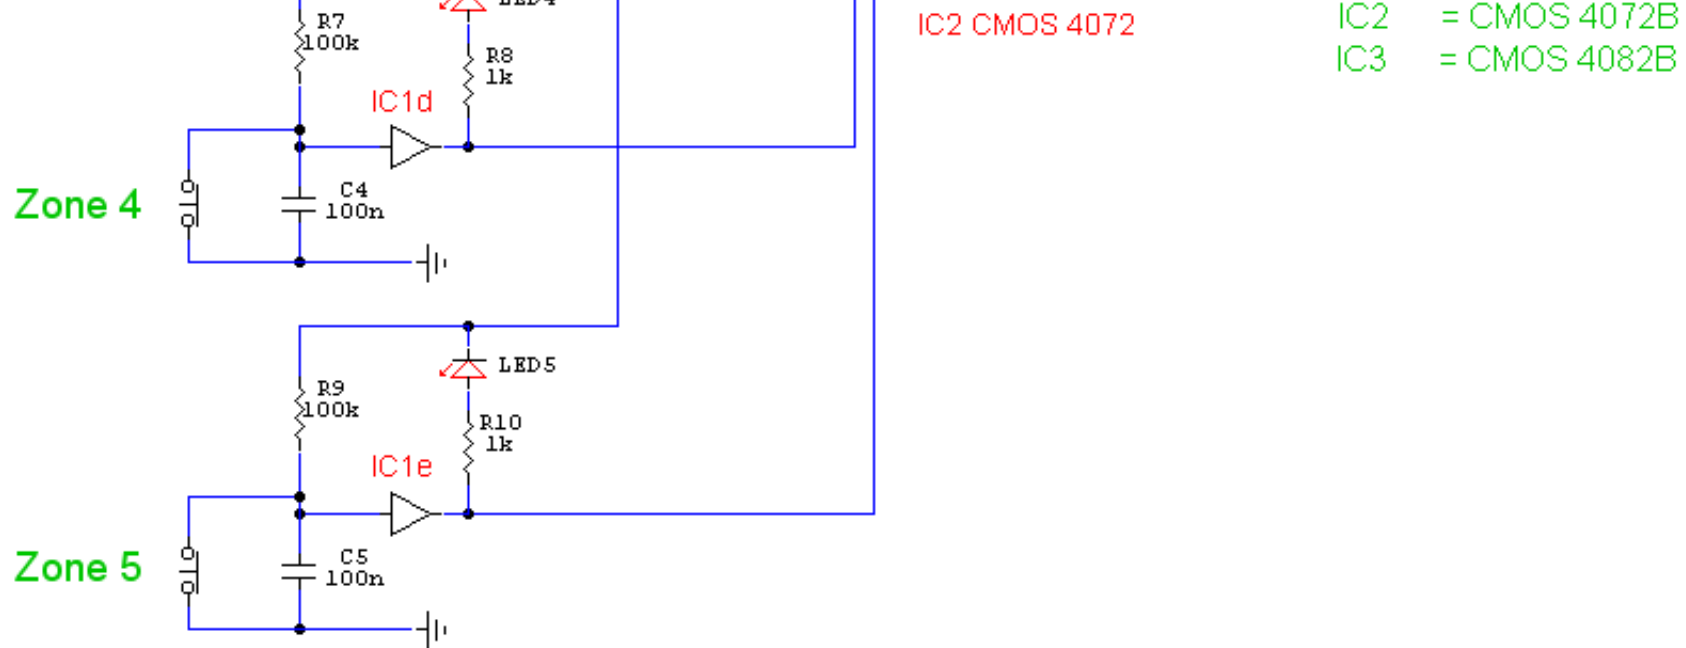 LED4
R7
100k
IC2 CMOS 4072
IC2 = CMOS 4072B
R8
1k
IC3 = CMOS 4082B
IC1d
C4
100n
Zone 4
LED5
R9
100k
R10
1k
IC1e
C5
100n
Zone 5